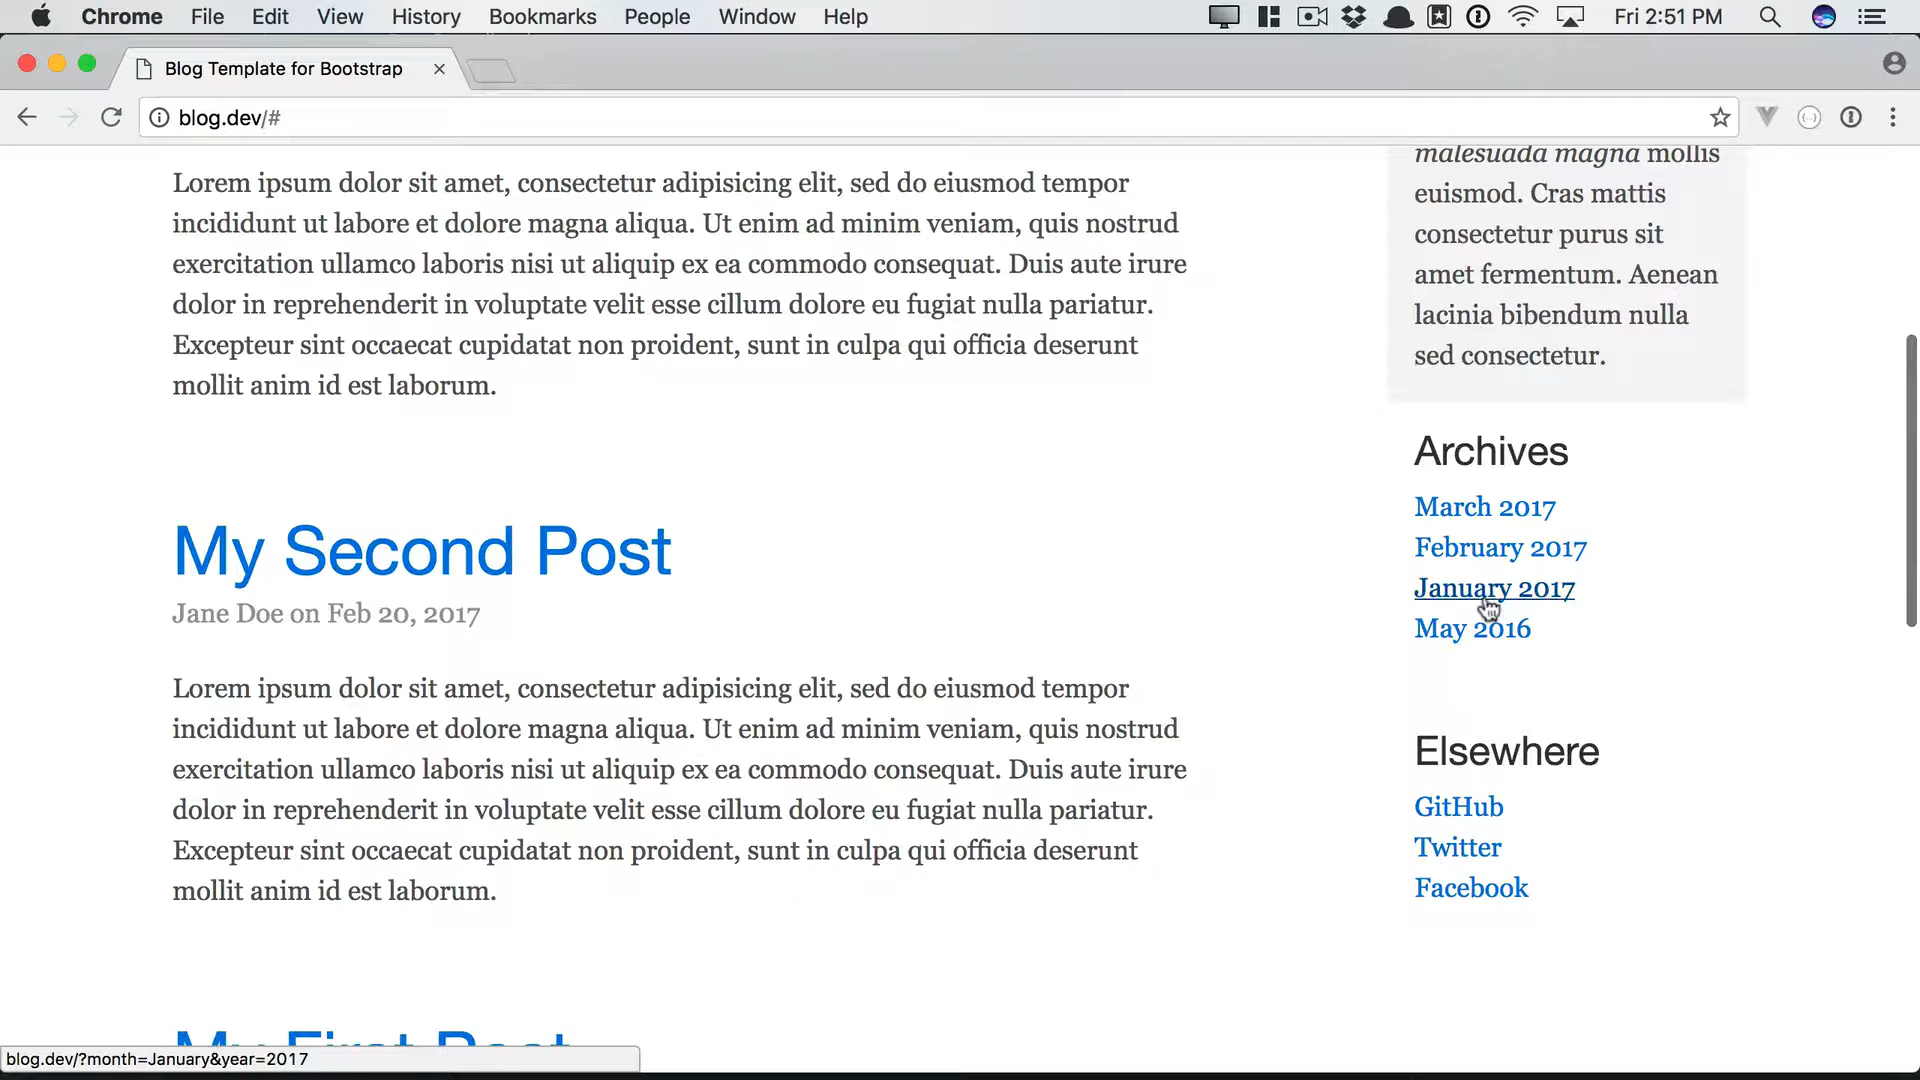 Chrome File Edit View History Bookmarks People Window Help Fri 2:51 PM
Blog Template for Bootstrap
blog.dev/#
Lorem ipsum dolor sit amet, consectetur adipisicing elit, sed do eiusmod tempor
incididunt ut labore et dolore magna aliqua. Ut enim ad minim veniam, quis nostrud
exercitation ullamco laboris nisi ut aliquip ex ea commodo consequat. Duis aute irure
dolor in reprehenderit in voluptate velit esse cillum dolore eu fugiat nulla pariatur.
Excepteur sint occaecat cupidatat non proident, sunt in culpa qui officia deserunt
mollit anim id est laborum.
My Second Post
Jane Doe on Feb 20, 2017
Lorem ipsum dolor sit amet, consectetur adipisicing elit, sed do eiusmod tempor
incididunt ut labore et dolore magna aliqua. Ut enim ad minim veniam, quis nostrud
exercitation ullamco laboris nisi ut aliquip ex ea commodo consequat. Duis aute irure
dolor in reprehenderit in voluptate velit esse cillum dolore eu fugiat nulla pariatur.
Excepteur sint occaecat cupidatat non proident, sunt in culpa qui officia deserunt
mollit anim id est laborum.
My First Post
malesuada magna mollis
euismod. Cras mattis
consectetur purus sit
amet fermentum. Aenean
lacinia bibendum nulla
sed consectetur.
Archives
March 2017
February 2017
January 2017
May 2016
Elsewhere
GitHub
Twitter
Facebook
blog.dev/?month=January&year=2017